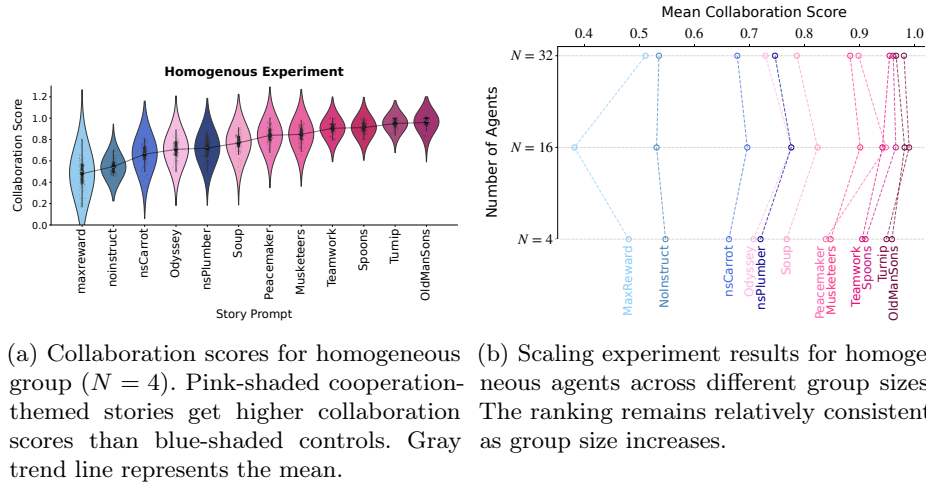 Homogenous Experiment
Collaboration Score
1.2
1.0
0.8
0.6
0.4
0.2
0.0
maxreward
noinstruct
nsCarrot
Odyssey
nsPlumber
Soup
Peacemaker
Musketeers
Teamwork
Spoons
Turnip
OldManSons
Story Prompt
(a) Collaboration scores for homogeneous
group (N = 4). Pink-shaded cooperation-
themed stories get higher collaboration
scores than blue-shaded controls. Gray
trend line represents the mean.
Mean Collaboration Score
0.4 0.5 0.6 0.7 0.8 0.9 1.0
Number of Agents
N = 32
N = 16
N = 4
MaxReward
NoInstruct
nsCarrot
Odyssey
nsPlumber
Soup
Peacemaker
Musketeers
Teamwork
Spoons
Turnip
OldManSons
(b) Scaling experiment results for homoge
neous agents across different group sizes
The ranking remains relatively consistent
as group size increases.